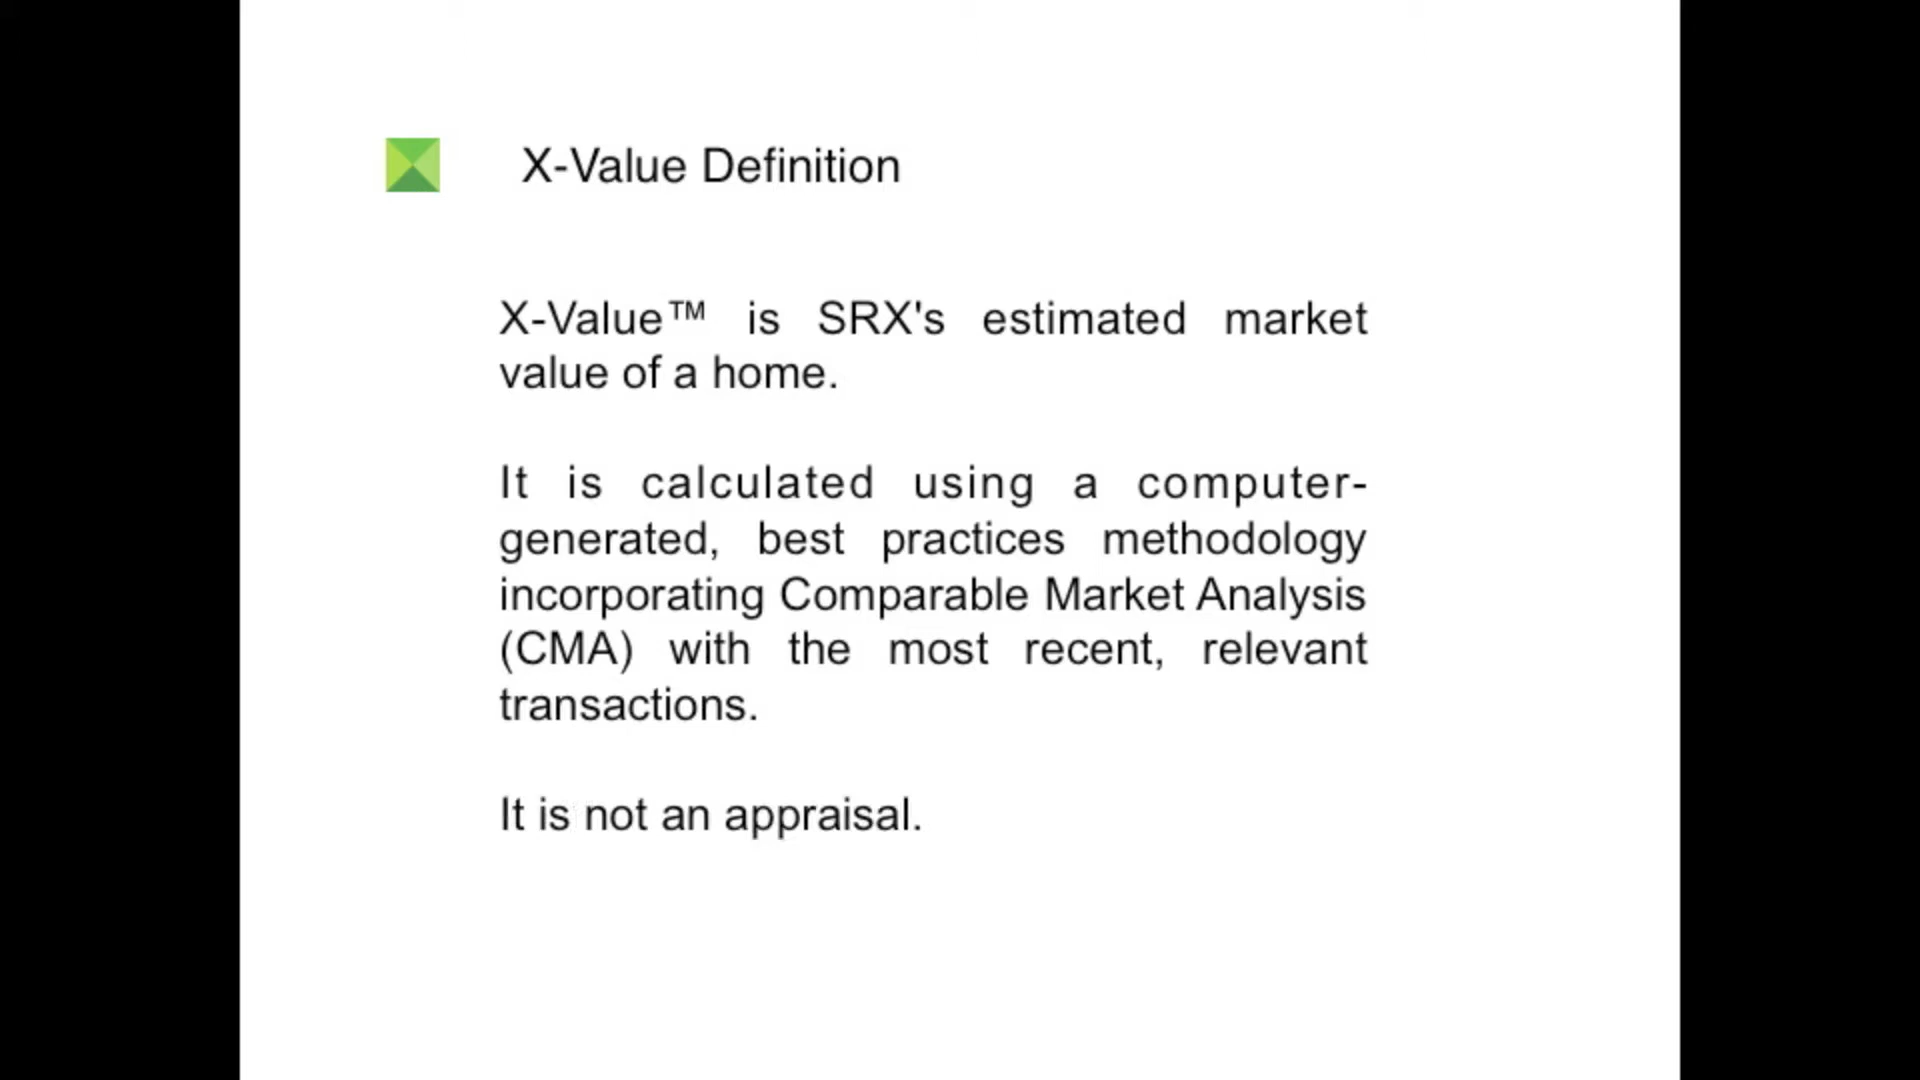 X-Value Definition
X-Value™ is SRX's estimated market
value of a home.
It is calculated using a computer-
generated, best practices methodology
incorporating Comparable Market Analysis
(CMA) with the most recent, relevant
transactions.
It is not an appraisal.